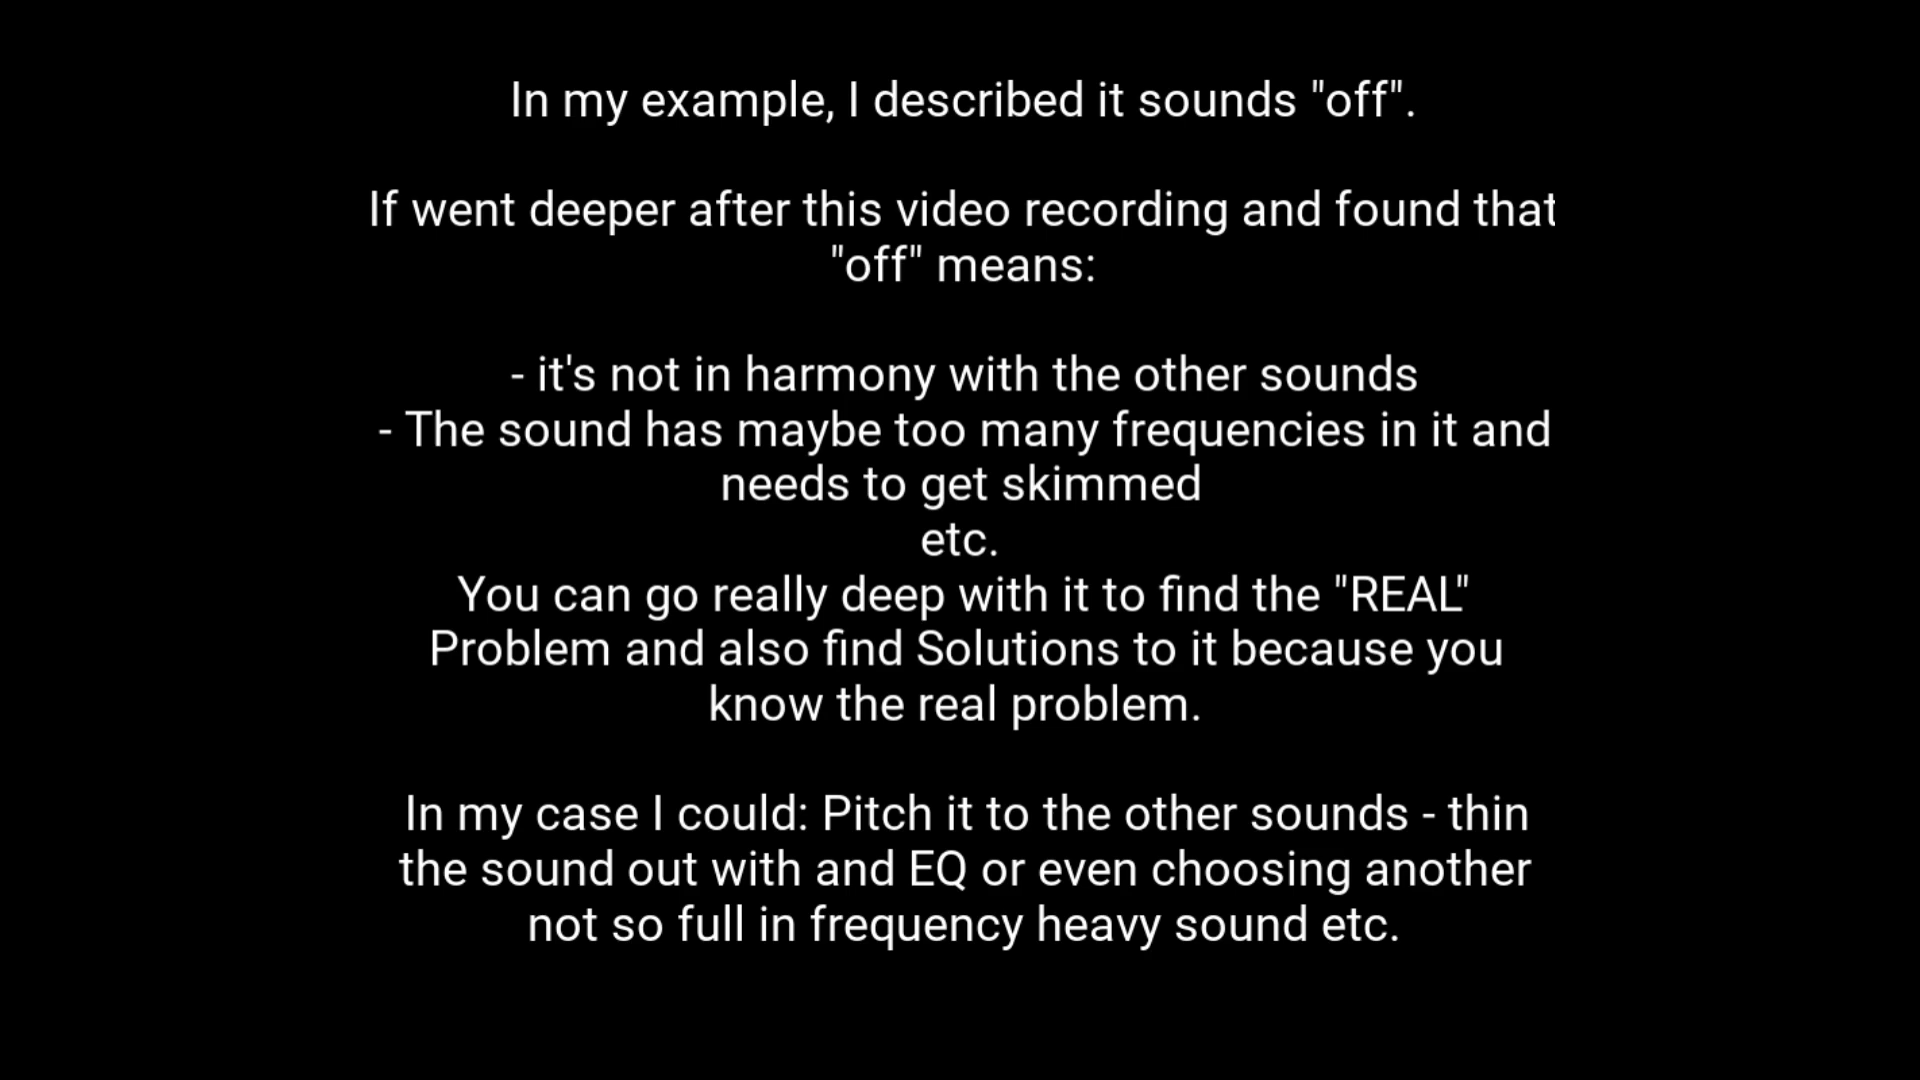 In my example, I described it sounds "off".
If went deeper after this video recording and found that
"off" means:
- it's not in harmony with the other sounds
- The sound has maybe too many frequencies in it and
needs to get skimmed
etc.
You can go really deep with it to find the "REAL"
Problem and also find Solutions to it because you
know the real problem.
In my case I could: Pitch it to the other sounds - thin
the sound out with and EQ or even choosing another
not so full in frequency heavy sound etc.